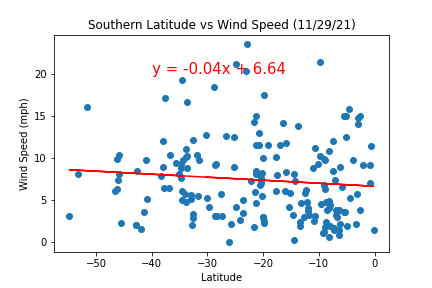 Southern Latitude vs Wind Speed (11/29/21)
y = -0.04x + 6.64
20
15
10
5
0
Wind Speed (mph)
−50
−40
−30
−20
−10
0
Latitude